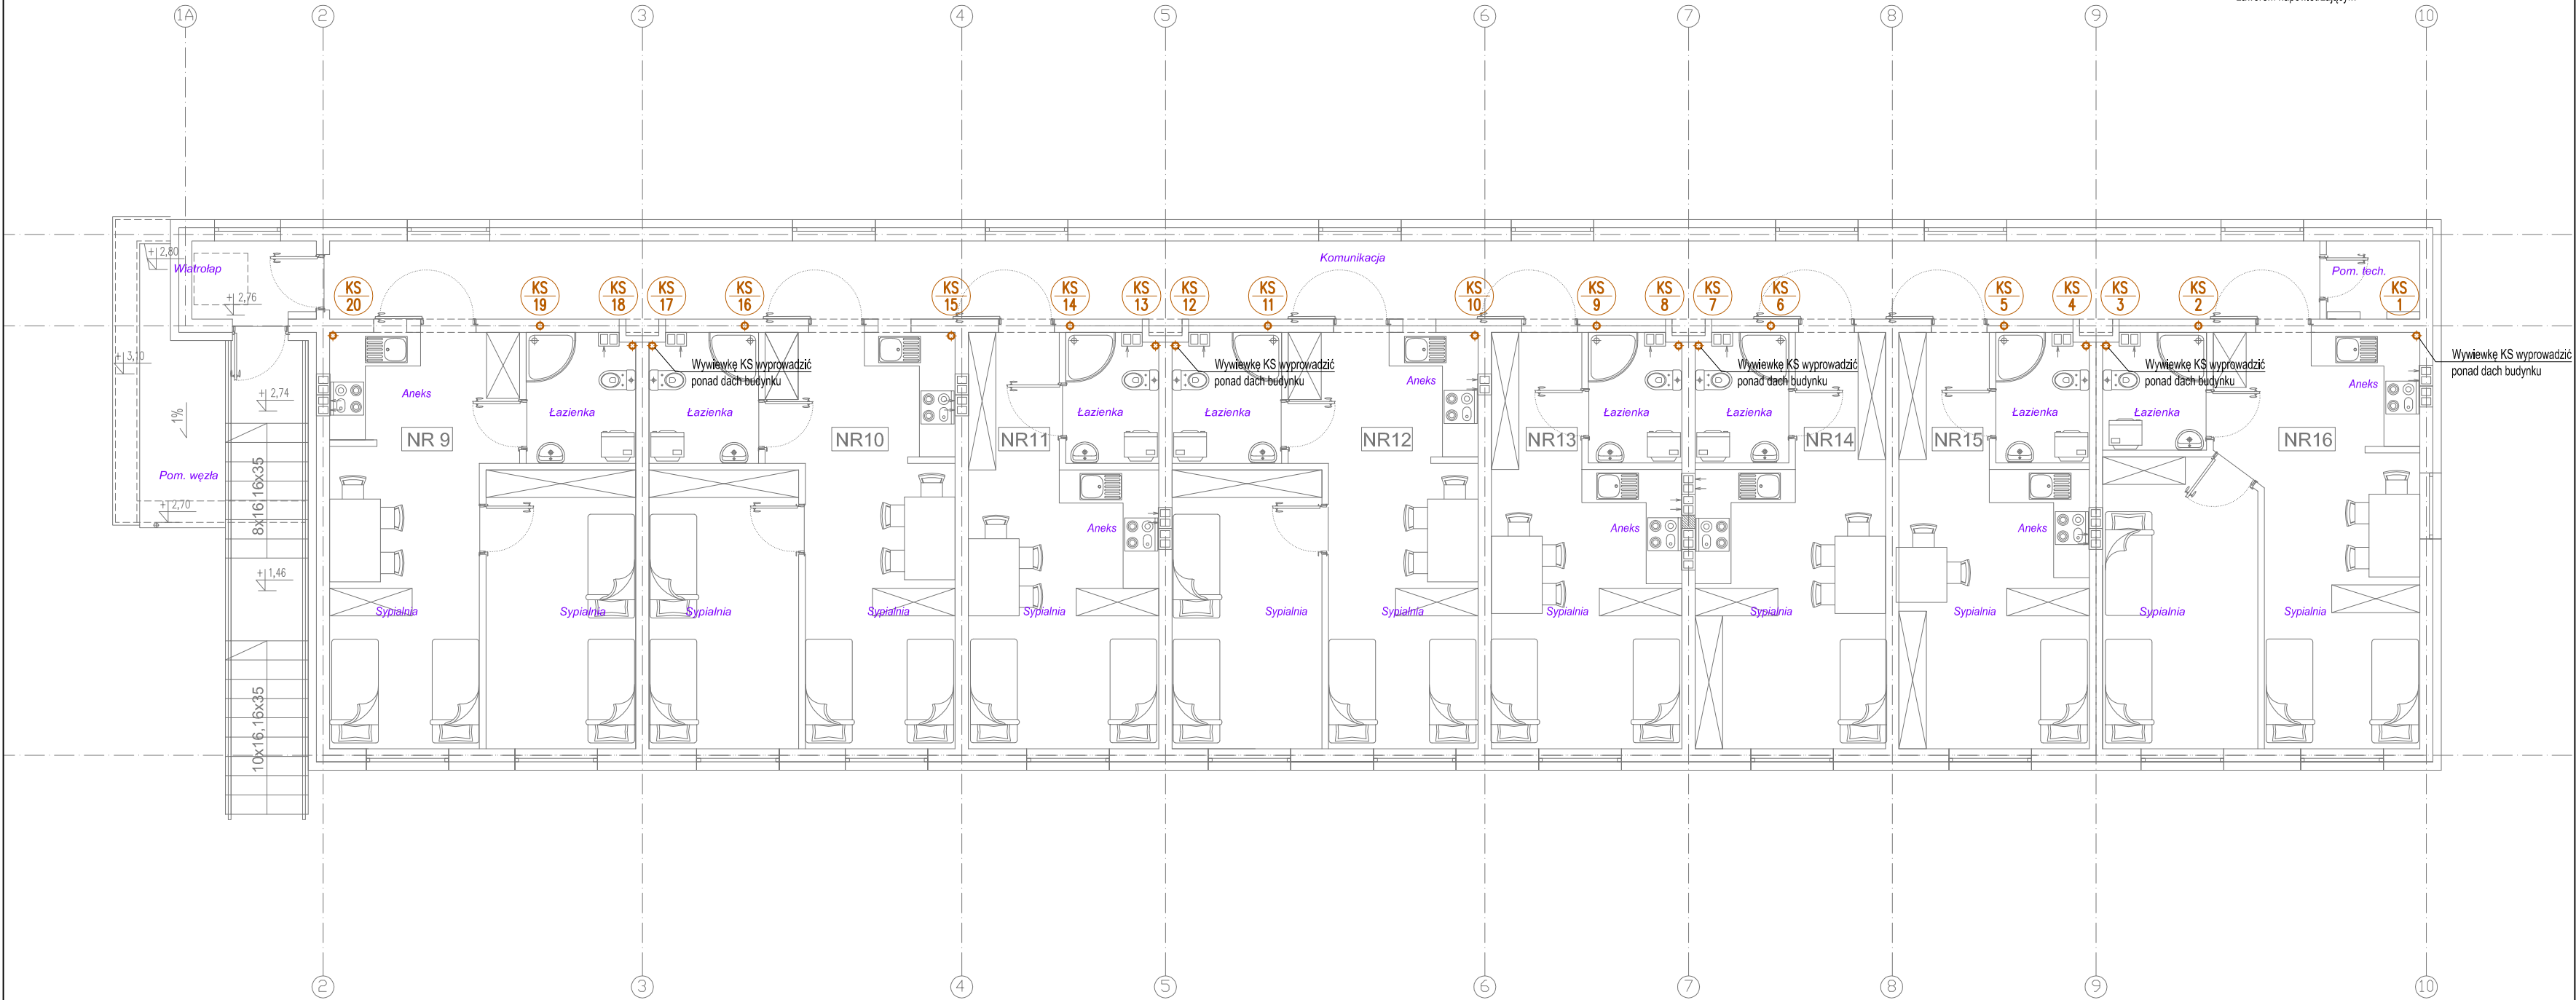 1A
2
3
4
5
6
7
8
9
10
Komunikacja
+2,80
Wiatrołap
Pom. tech.
+2,76
KS 20
KS 19
KS 18
KS 17
KS 16
KS 15
KS 14
KS 13
KS 12
KS 11
KS 10
KS 9
KS 8
KS 7
KS 6
KS 5
KS 4
KS 3
KS 2
KS 1
+3,10
Wywiewkę KS wyprowadzić
ponad dach budynku
Wywiewkę KS wyprowadzić
ponad dach budynku
Wywiewkę KS wyprowadzić
ponad dach budynku
Wywiewkę KS wyprowadzić
ponad dach budynku
Wywiewkę KS wyprowadzić
ponad dach budynku
+2,74
1%
Aneks
Aneks
Aneks
Łazienka
Łazienka
Łazienka
Łazienka
Łazienka
Łazienka
Łazienka
Łazienka
NR 9
NR10
NR11
NR12
NR13
NR14
NR15
NR16
Pom. węzła
8x16,16x35
+2,70
Aneks
Aneks
Aneks
+1,46
Sypialnia
Sypialnia
Sypialnia
Sypialnia
Sypialnia
Sypialnia
Sypialnia
Sypialnia
Sypialnia
Sypialnia
Sypialnia
Sypialnia
10x16,16x35
2
3
4
5
6
7
8
9
10